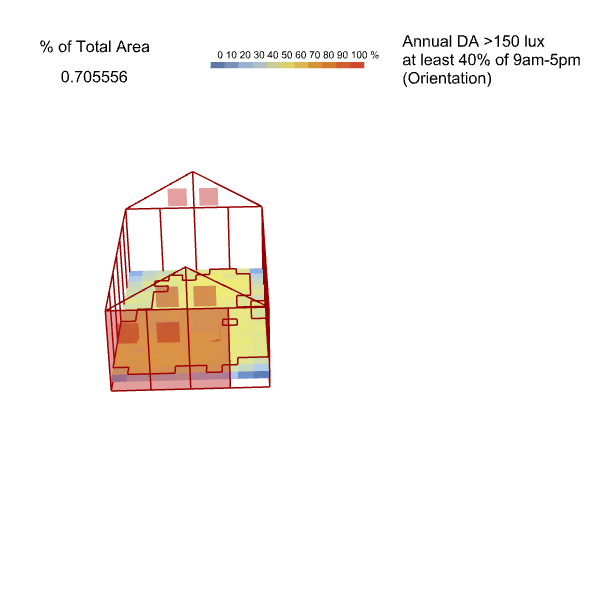 % of Total Area
0.705556
0 10 20 30 40 50 60 70 80 90 100 %
Annual DA >150 lux
at least 40% of 9am-5pm
(Orientation)